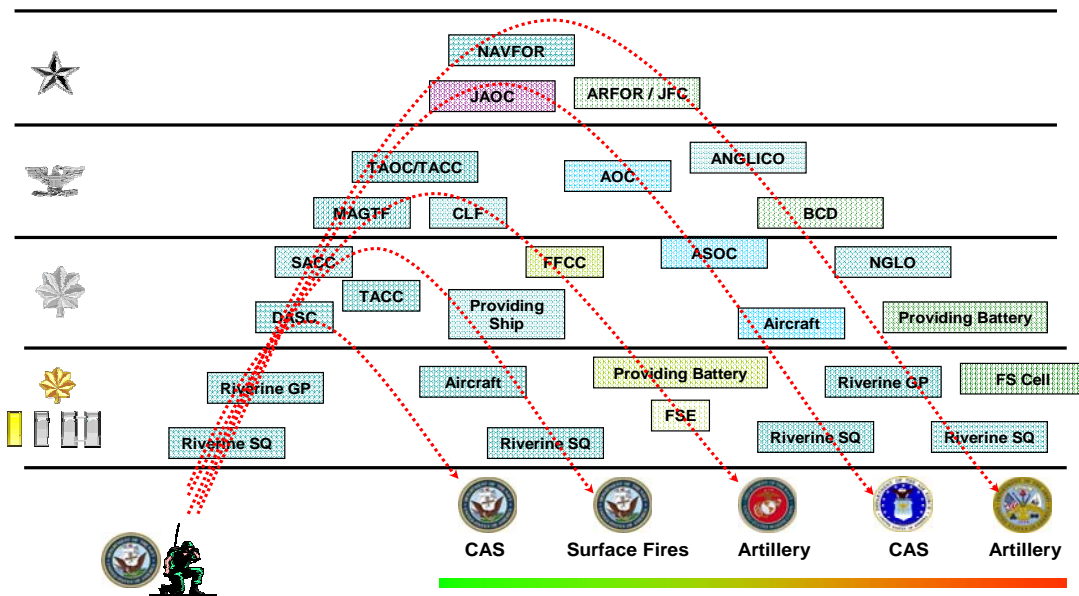 NAVFOR
JAOC
ARFOR / JFC
TAOC/TACC
AOC
ANGLICO
MAGTF
CLF
BCD
SACC
FFCC
ASOC
NGLO
TACC
DASC
Providing
Ship
Aircraft
Providing Battery
Riverine GP
Aircraft
Providing Battery
Riverine GP
FS Cell
FSE
Riverine SQ
Riverine SQ
Riverine SQ
Riverine SQ
CAS
Surface Fires
Artillery
CAS
Artillery